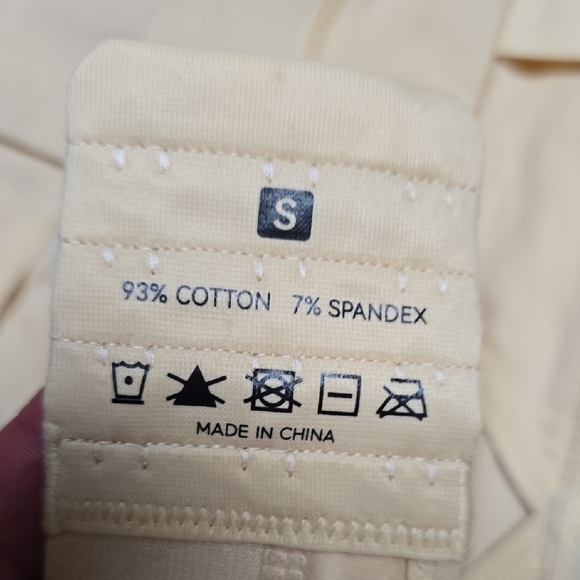 S
93% COTTON 7% SPANDEX
MADE IN CHINA